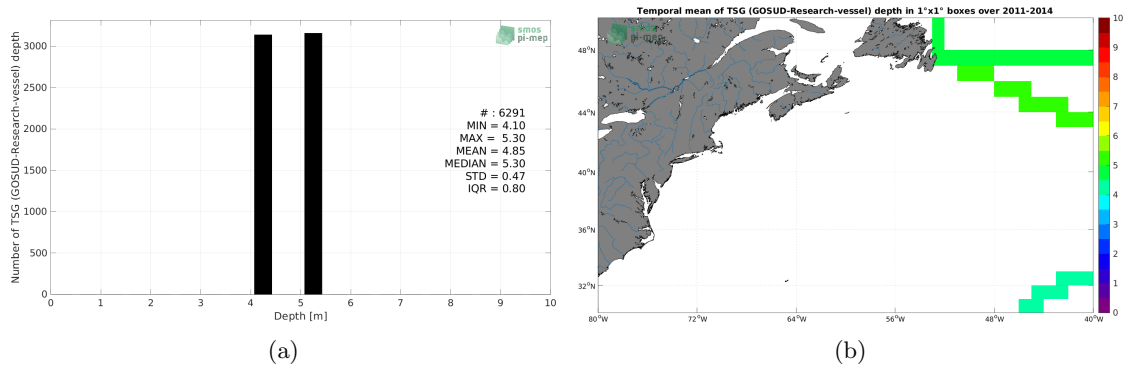 Number of TSG (GOSUD-Research-vessel) depth
3300
3000
2500
2000
1500
1000
500
0
smos
pi-mep
# : 6291
MIN = 4.10
MAX = 5.30
MEAN = 4.85
MEDIAN = 5.30
STD = 0.47
IQR = 0.80
0 1 2 3 4 5 6 7 8 9 10
Depth [m]
(a)
Temporal mean of TSG (GOSUD-Research-vessel) depth in 1°x1° boxes over 2011-2014
smos
pi-mep
48°N
44°N
40°N
36°N
32°N
80°W 72°W 64°W 56°W 48°W 40°W
10
9
8
7
6
5
4
3
2
1
0
(b)